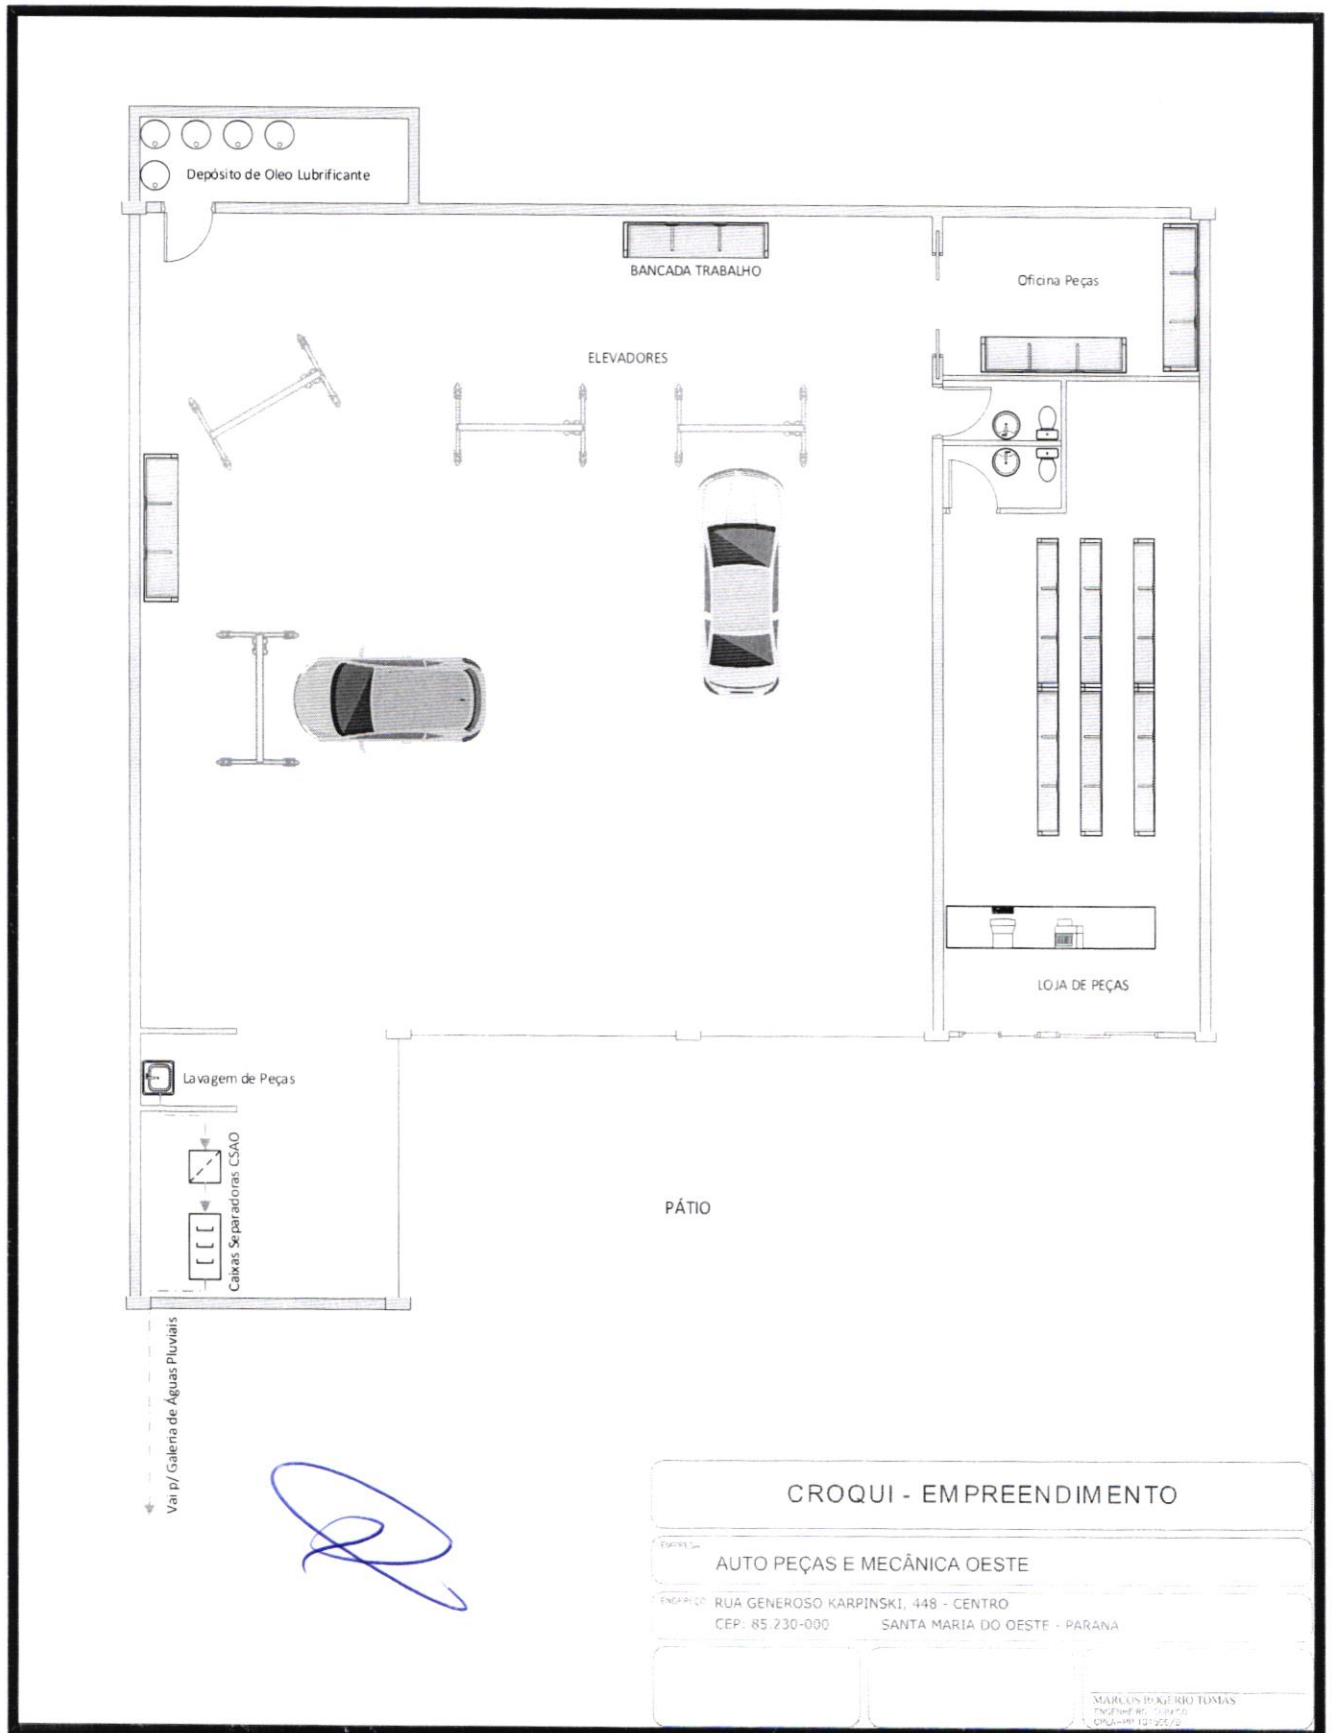 Depósito de Oleo Lubrificante
BANCADA TRABALHO
Oficina Peças
ELEVADORES
LOJA DE PEÇAS
Lavagem de Peças
Caixas Separadoras CSAO
PÁTIO
Vai p/ Galeria de Águas Pluviais
CROQUI - EMPREENDIMENTO
AUTO PEÇAS E MECÂNICA OESTE
ENDEREÇO RUA GENEROSO KARPINSKI, 448 - CENTRO
CEP: 85.230-000 SANTA MARIA DO OESTE - PARANA
MARCOS ROGERIO TOMAS